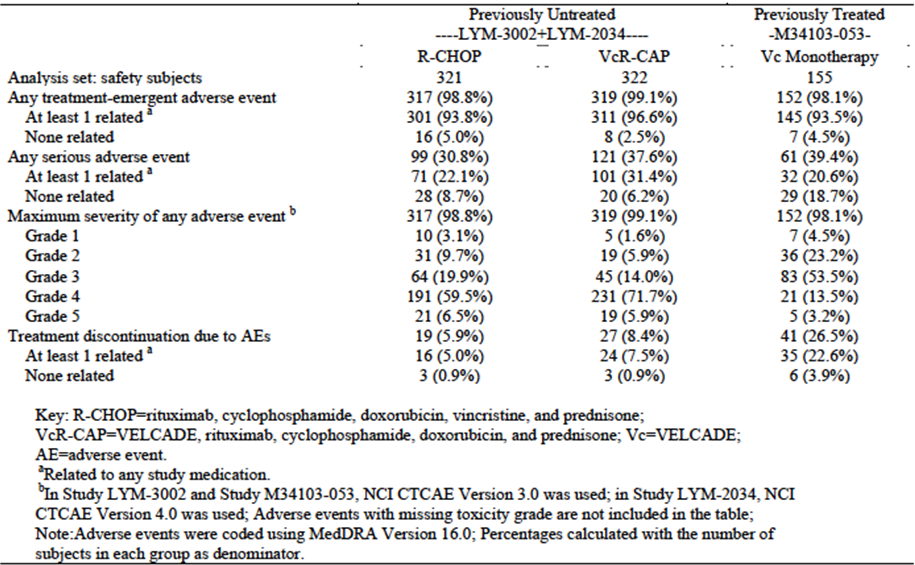 Previously Untreated Previously Treated
----LYM-3002+LYM-2034---- -M34103-053-
R-CHOP VcR-CAP Vc Monotherapy
Analysis set: safety subjects 321 322 155
Any treatment-emergent adverse event 317 (98.8%) 319 (99.1%) 152 (98.1%)
At least 1 related a 301 (93.8%) 311 (96.6%) 145 (93.5%)
None related 16 (5.0%) 8 (2.5%) 7 (4.5%)
Any serious adverse event 99 (30.8%) 121 (37.6%) 61 (39.4%)
At least 1 related a 71 (22.1%) 101 (31.4%) 32 (20.6%)
None related 28 (8.7%) 20 (6.2%) 29 (18.7%)
Maximum severity of any adverse event b 317 (98.8%) 319 (99.1%) 152 (98.1%)
Grade 1 10 (3.1%) 5 (1.6%) 7 (4.5%)
Grade 2 31 (9.7%) 19 (5.9%) 36 (23.2%)
Grade 3 64 (19.9%) 45 (14.0%) 83 (53.5%)
Grade 4 191 (59.5%) 231 (71.7%) 21 (13.5%)
Grade 5 21 (6.5%) 19 (5.9%) 5 (3.2%)
Treatment discontinuation due to AEs 19 (5.9%) 27 (8.4%) 41 (26.5%)
At least 1 related a 16 (5.0%) 24 (7.5%) 35 (22.6%)
None related 3 (0.9%) 3 (0.9%) 6 (3.9%)
Key: R-CHOP=rituximab, cyclophosphamide, doxorubicin, vincristine, and prednisone;
VcR-CAP=VELCADE, rituximab, cyclophosphamide, doxorubicin, and prednisone; Vc=VELCADE;
AE=adverse event.
aRelated to any study medication.
bIn Study LYM-3002 and Study M34103-053, NCI CTCAE Version 3.0 was used; in Study LYM-2034, NCI
CTCAE Version 4.0 was used; Adverse events with missing toxicity grade are not included in the table;
Note:Adverse events were coded using MedDRA Version 16.0; Percentages calculated with the number of
subjects in each group as denominator.